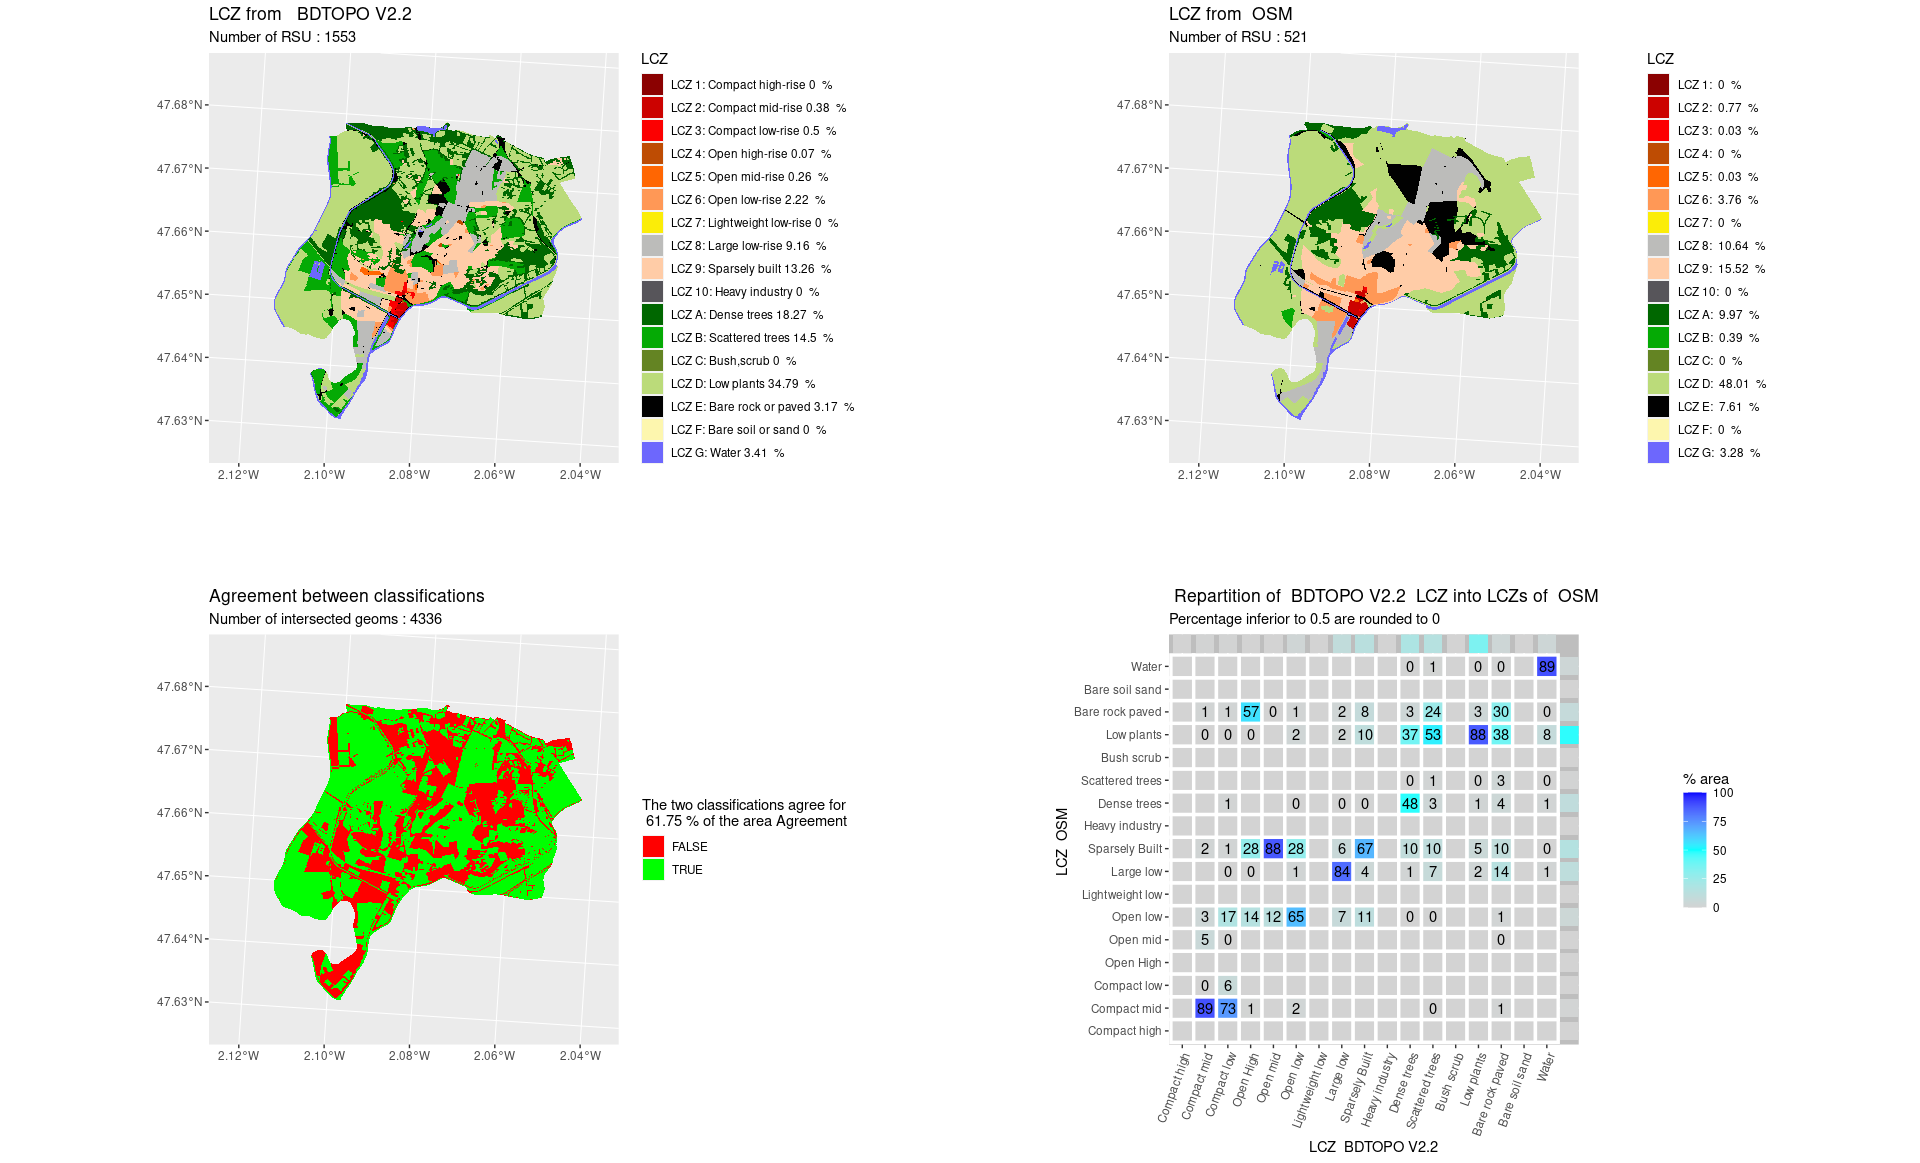 LCZ from BDTOPO V2.2
Number of RSU : 1553
47.68°N
47.67°N
47.66°N
47.65°N
47.64°N
47.63°N
2.12°W 2.10°W 2.08°W 2.06°W 2.04°W
LCZ
LCZ 1: Compact high-rise 0 %
LCZ 2: Compact mid-rise 0.38 %
LCZ 3: Compact low-rise 0.5 %
LCZ 4: Open high-rise 0.07 %
LCZ 5: Open mid-rise 0.26 %
LCZ 6: Open low-rise 2.22 %
LCZ 7: Lightweight low-rise 0 %
LCZ 8: Large low-rise 9.16 %
LCZ 9: Sparsely built 13.26 %
LCZ 10: Heavy industry 0 %
LCZ A: Dense trees 18.27 %
LCZ B: Scattered trees 14.5 %
LCZ C: Bush,scrub 0 %
LCZ D: Low plants 34.79 %
LCZ E: Bare rock or paved 3.17 %
LCZ F: Bare soil or sand 0 %
LCZ G: Water 3.41 %
LCZ from OSM
Number of RSU : 521
47.68°N
47.67°N
47.66°N
47.65°N
47.64°N
47.63°N
2.12°W 2.10°W 2.08°W 2.06°W 2.04°W
LCZ
LCZ 1: 0 %
LCZ 2: 0.77 %
LCZ 3: 0.03 %
LCZ 4: 0 %
LCZ 5: 0.03 %
LCZ 6: 3.76 %
LCZ 7: 0 %
LCZ 8: 10.64 %
LCZ 9: 15.52 %
LCZ 10: 0 %
LCZ A: 9.97 %
LCZ B: 0.39 %
LCZ C: 0 %
LCZ D: 48.01 %
LCZ E: 7.61 %
LCZ F: 0 %
LCZ G: 3.28 %
Agreement between classifications
Number of intersected geoms : 4336
47.68°N
47.67°N
47.66°N
47.65°N
47.64°N
47.63°N
2.12°W 2.10°W 2.08°W 2.06°W 2.04°W
The two classifications agree for
61.75 % of the area Agreement
FALSE
TRUE
Repartition of BDTOPO V2.2 LCZ into LCZs of OSM
Percentage inferior to 0.5 are rounded to 0
LCZ OSM
Water 0 1 0 0 89
Bare soil sand
Bare rock paved 1 1 57 0 1 2 8 3 24 3 30 0
Low plants 0 0 0 2 2 10 37 53 88 38 8
Bush scrub
Scattered trees 0 1 0 3 0
Dense trees 1 0 0 0 48 3 1 4 1
Heavy industry
Sparsely Built 2 1 28 88 28 6 67 10 10 5 10 0
Large low 0 0 1 84 4 1 7 2 14 1
Lightweight low
Open low 3 17 14 12 65 7 11 0 0 1
Open mid 5 0 0
Open High
Compact low 0 6
Compact mid 89 73 1 2 0 1
Compact high
Compact high
Compact mid
Compact low
Open High
Open mid
Open low
Lightweight low
Large low
Sparsely Built
Heavy industry
Dense trees
Scattered trees
Bush scrub
Low plants
Bare rock paved
Bare soil sand
Water
LCZ BDTOPO V2.2
% area
100
75
50
25
0